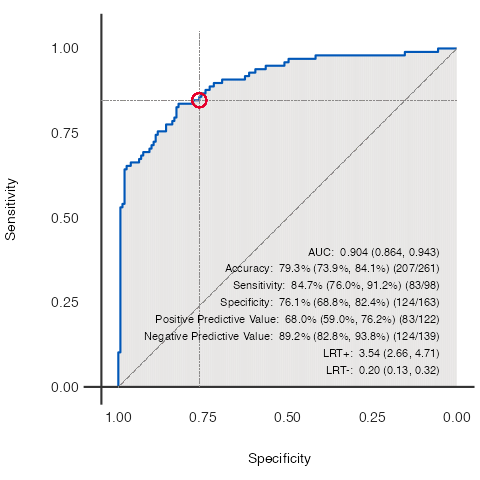 1.00
0.75
0.50
0.25
0.00
Sensitivity
AUC: 0.904 (0.864, 0.943)
Accuracy: 79.3% (73.9%, 84.1%) (207/261)
Sensitivity: 84.7% (76.0%, 91.2%) (83/98)
Specificity: 76.1% (68.8%, 82.4%) (124/163)
Positive Predictive Value: 68.0% (59.0%, 76.2%) (83/122)
Negative Predictive Value: 89.2% (82.8%, 93.8%) (124/139)
LRT+: 3.54 (2.66, 4.71)
LRT-: 0.20 (0.13, 0.32)
1.00 0.75 0.50 0.25 0.00
Specificity